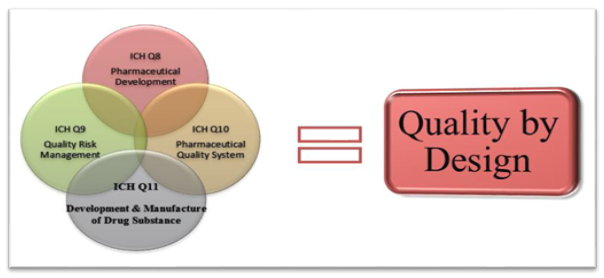 ICH Q8
Pharmaceutical
Development
ICH Q9
Quality Risk
Management
ICH Q10
Pharmaceutical
Quality System
ICH Q11
Development & Manufacture
of Drug Substance
Quality by
Design